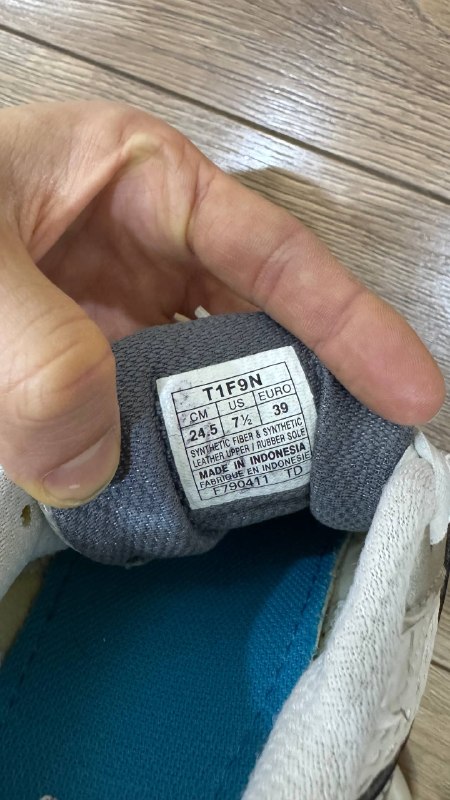 T1F9N
CM US EURO
24.5 7½ 39
SYNTHETIC FIBER & SYNTHETIC
LEATHER UPPER / RUBBER SOLE
MADE IN INDONESIA
FABRIQUE EN INDONESIE
F790411 TD